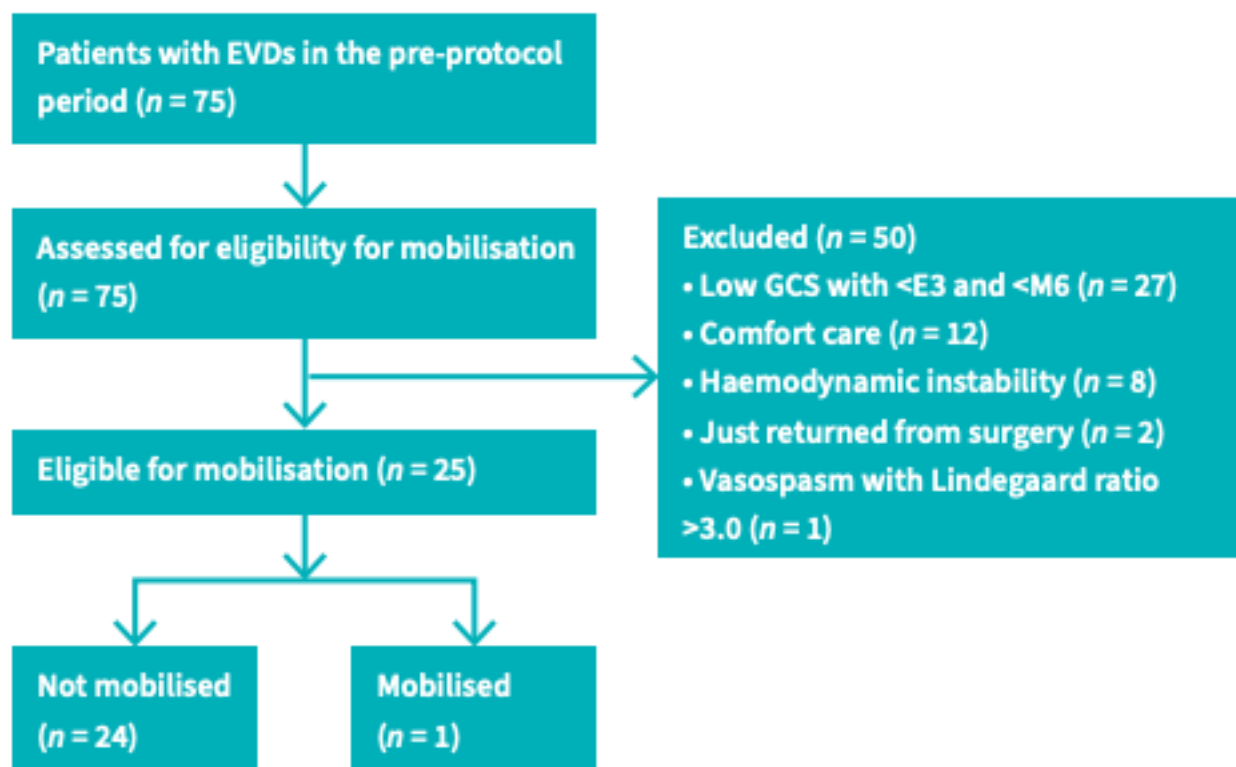 Patients with EVDs in the pre-protocol
period (n = 75)
Assessed for eligibility for mobilisation
(n = 75)
Excluded (n = 50)
• Low GCS with <E3 and <M6 (n = 27)
• Comfort care (n = 12)
• Haemodynamic instability (n = 8)
• Just returned from surgery (n = 2)
• Vasospasm with Lindegaard ratio
>3.0 (n = 1)
Eligible for mobilisation (n = 25)
Not mobilised
(n = 24)
Mobilised
(n = 1)